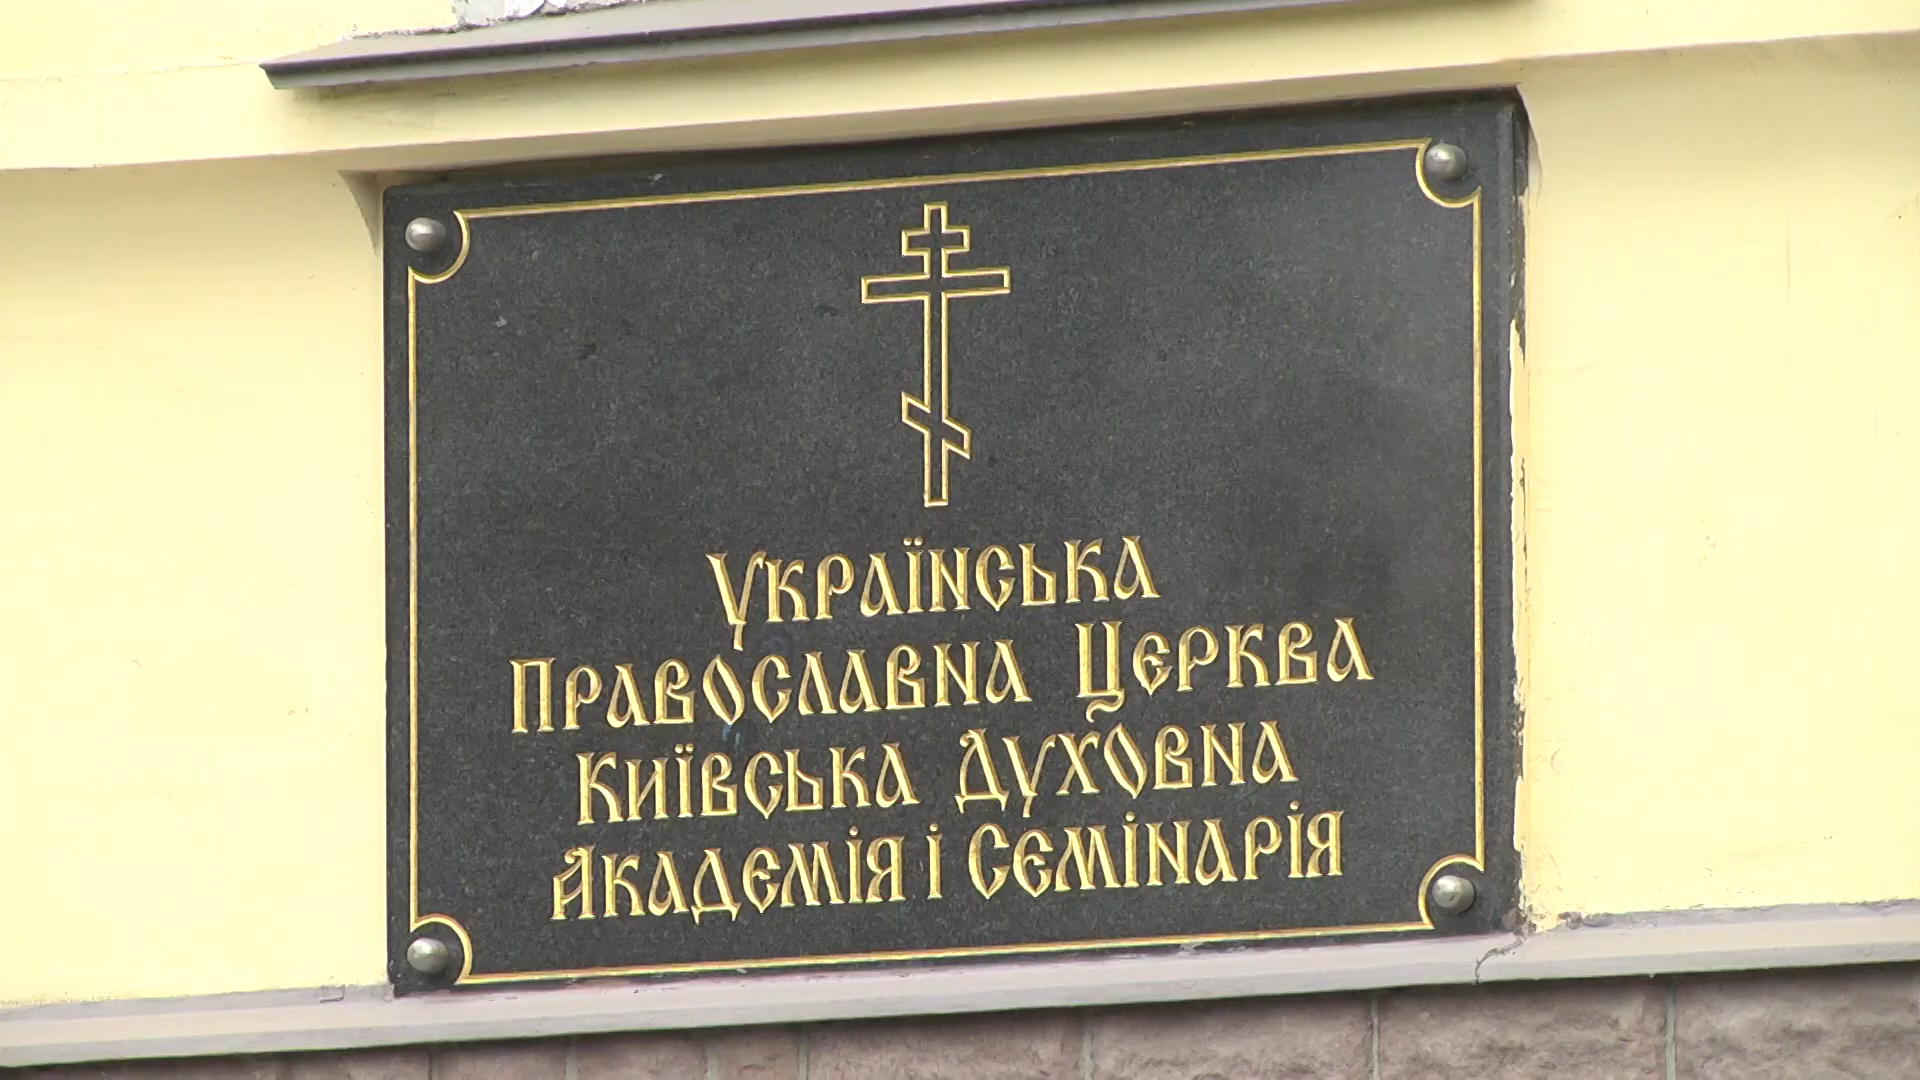 Українська
Православна Церква
Київська Духовна
Академія і Семінарія